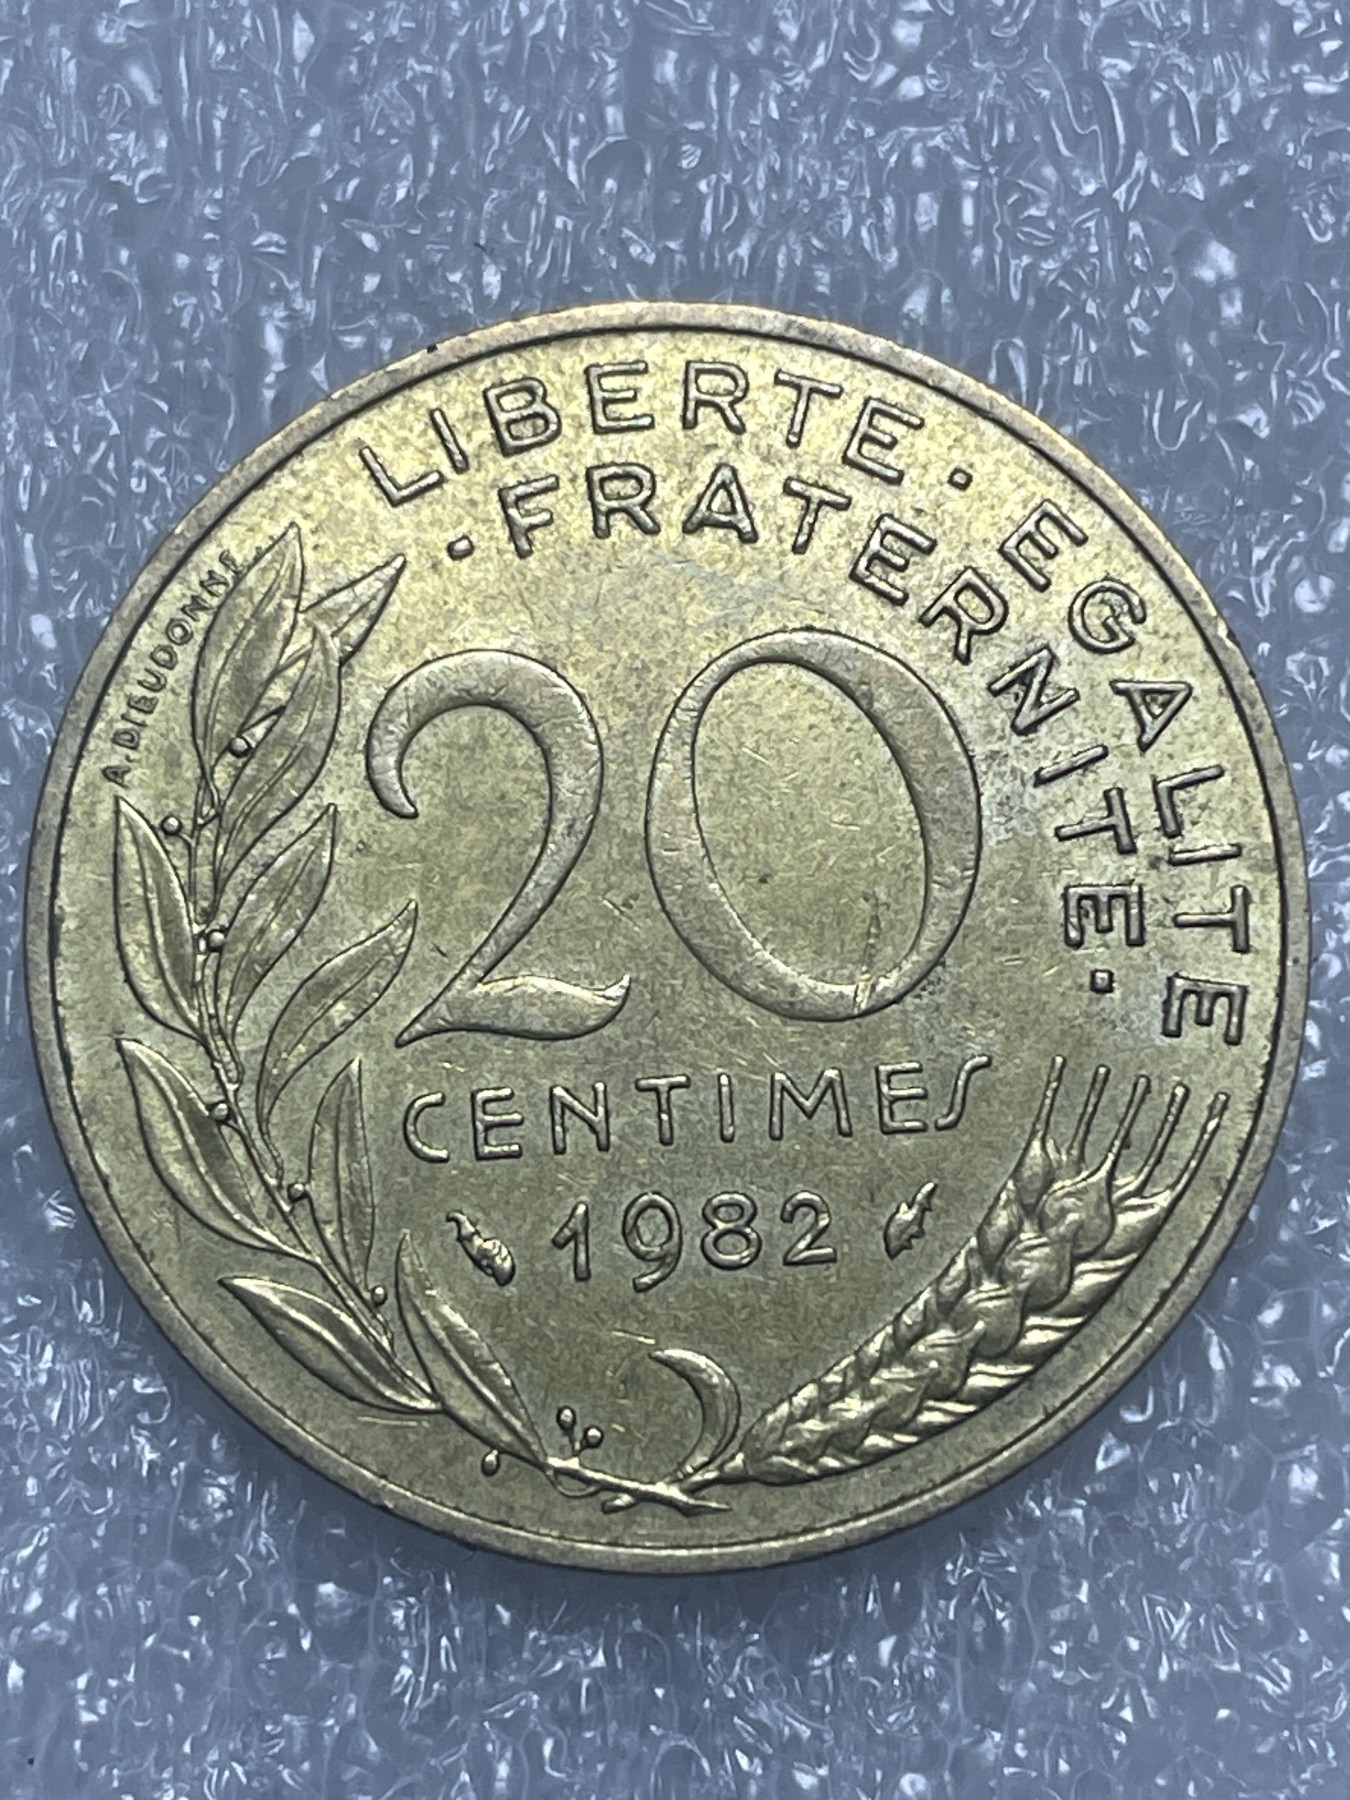 LIBERTE · EGALITE
· FRATERNITE ·
A. DIEUDONNE
20
CENTIMES
1982